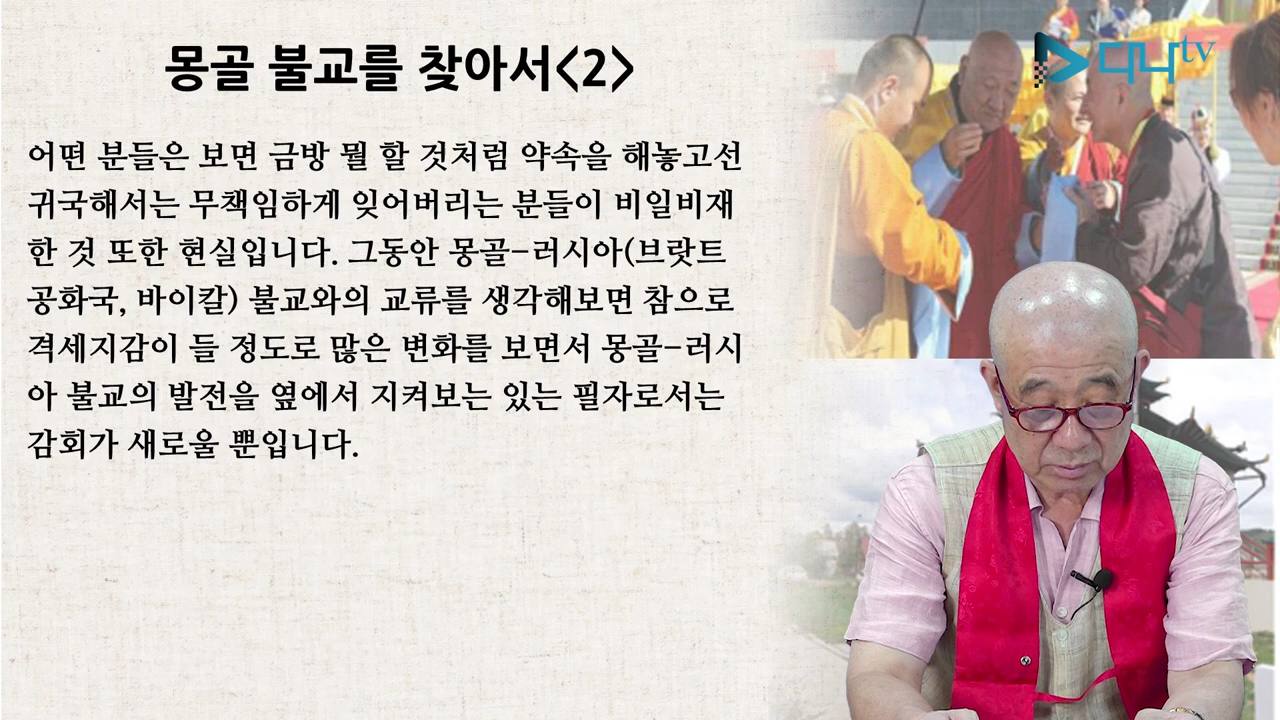 몽골 불교를 찾아서<2>
어떤 분들은 보면 금방 뭘 할 것처럼 약속을 해놓고선
귀국해서는 무책임하게 잊어버리는 분들이 비일비재
한 것 또한 현실입니다. 그동안 몽골-러시아(브랏트
공화국, 바이칼) 불교와의 교류를 생각해보면 참으로
격세지감이 들 정도로 많은 변화를 보면서 몽골-러시
아 불교의 발전을 옆에서 지켜보는 있는 필자로서는
감회가 새로울 뿐입니다.
tv